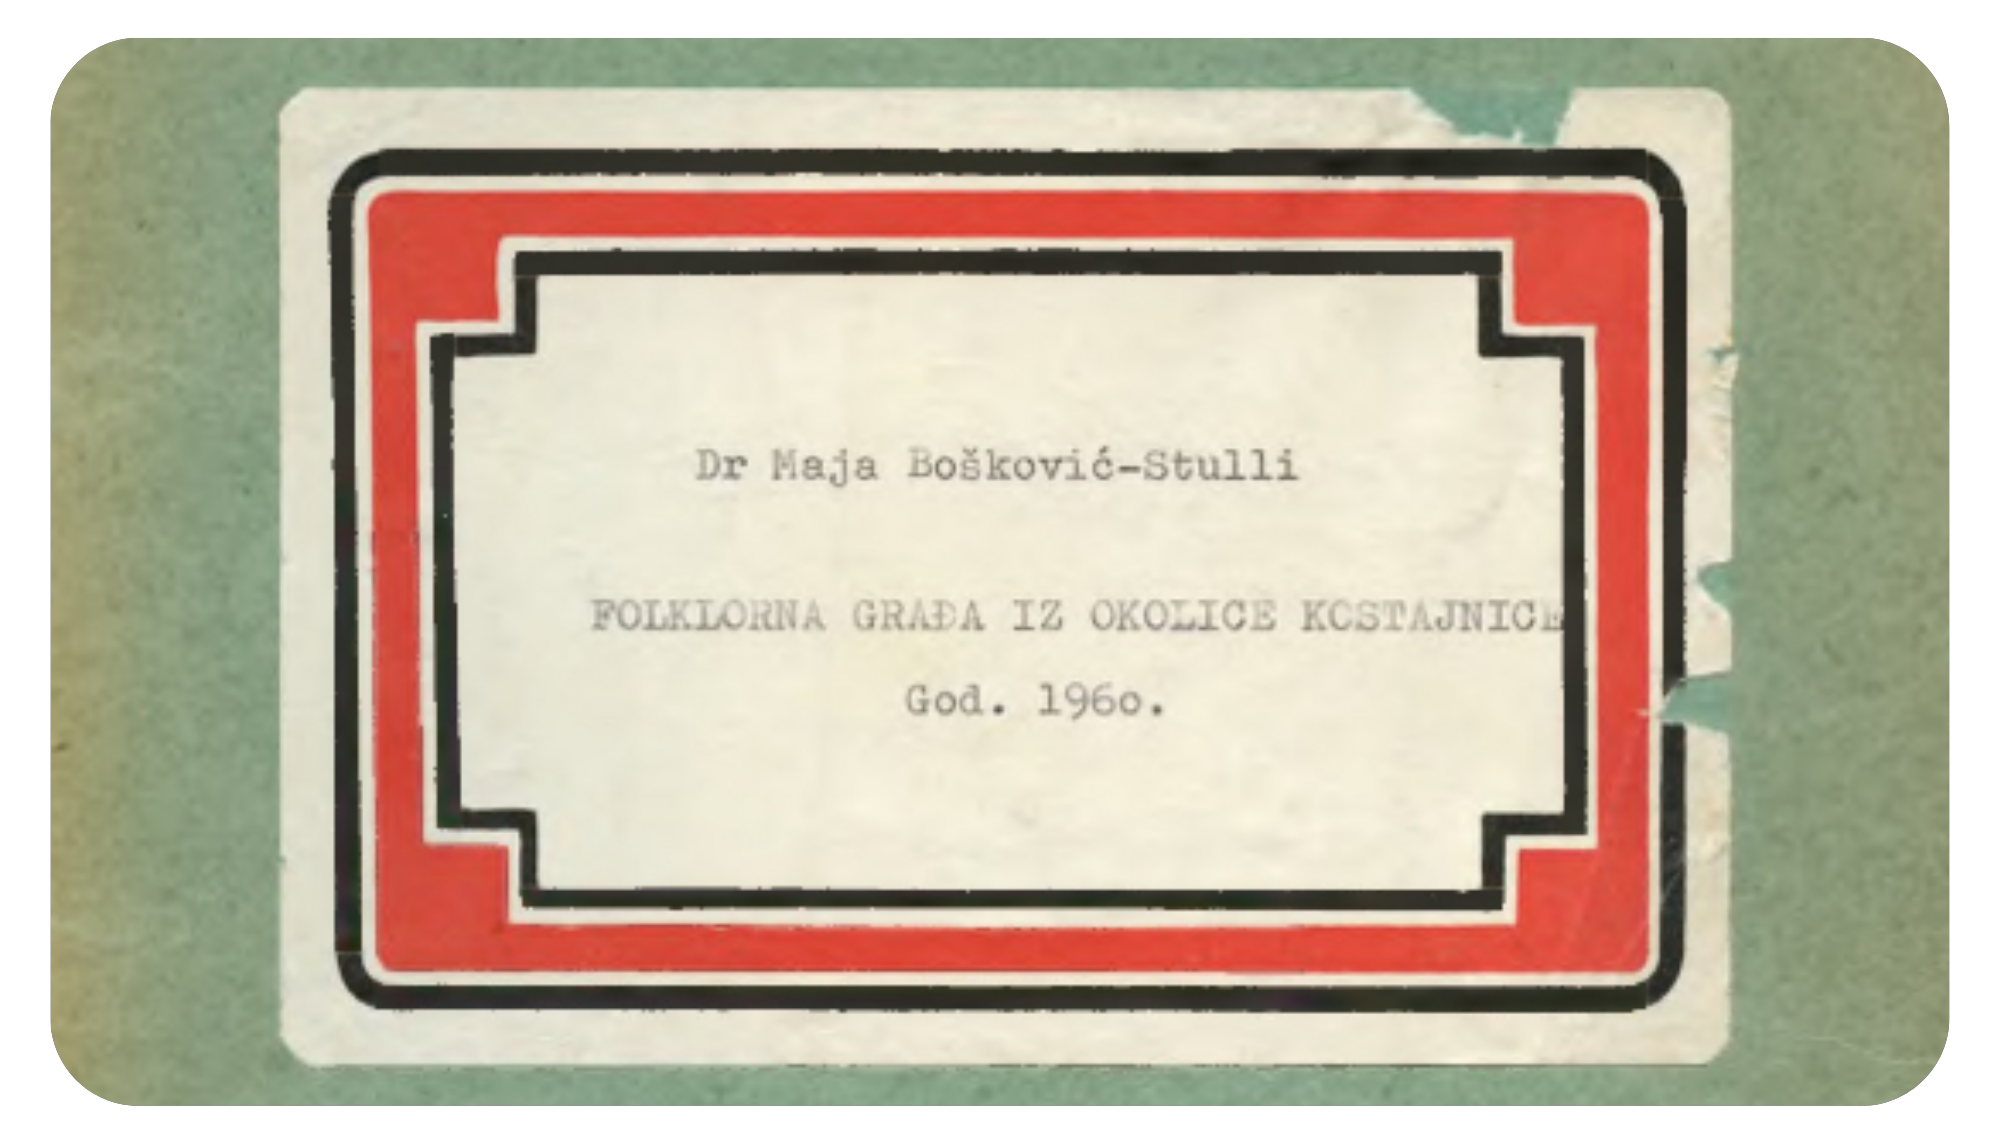 Dr Maja Bošković-Stulli
FOLKLORNA GRAĐA IZ OKOLICE KOSTAJNICE
God. 196o.